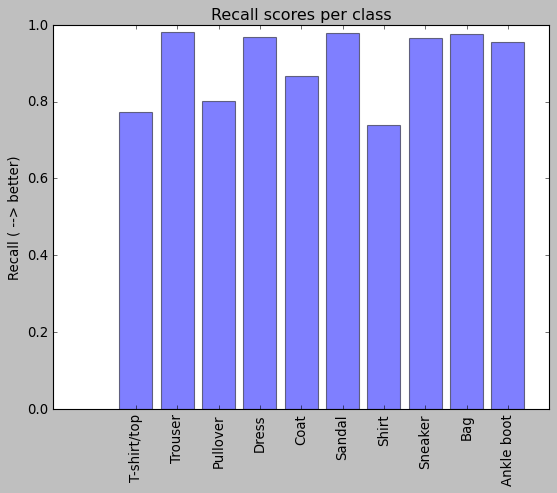 Recall scores per class
Recall ( --> better)
1.0
0.8
0.6
0.4
0.2
0.0
T-shirt/top
Trouser
Pullover
Dress
Coat
Sandal
Shirt
Sneaker
Bag
Ankle boot